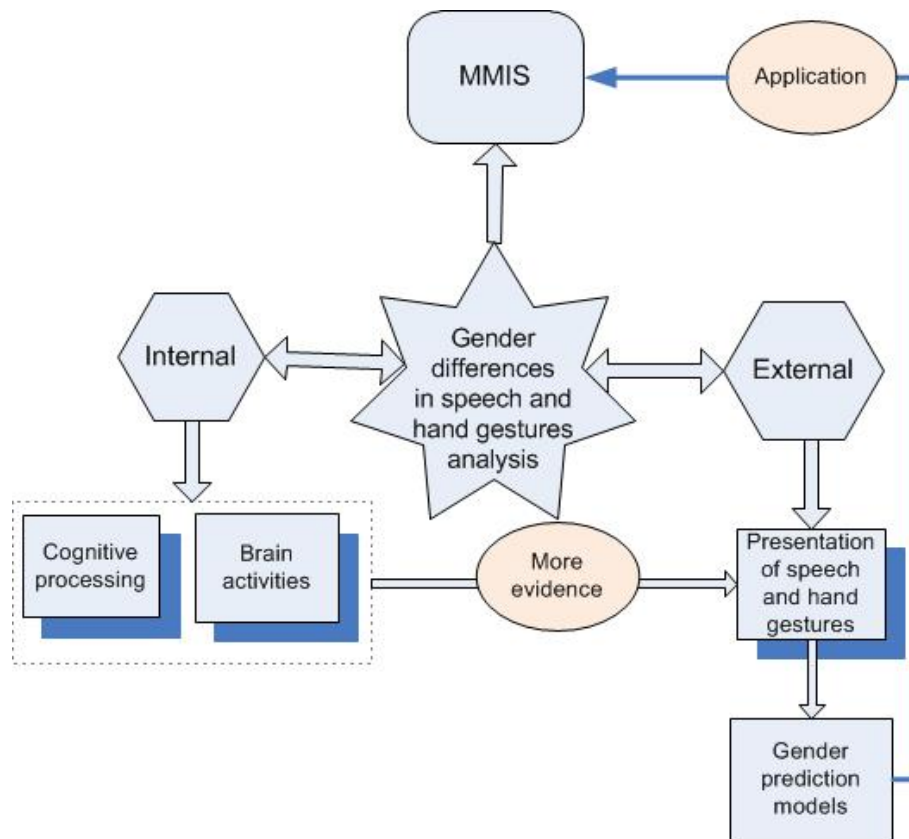 MMIS
Application
Internal
Gender
differences
in speech and
hand gestures
analysis
External
Cognitive
processing
Brain
activities
More
evidence
Presentation
of speech
and hand
gestures
Gender
prediction
models